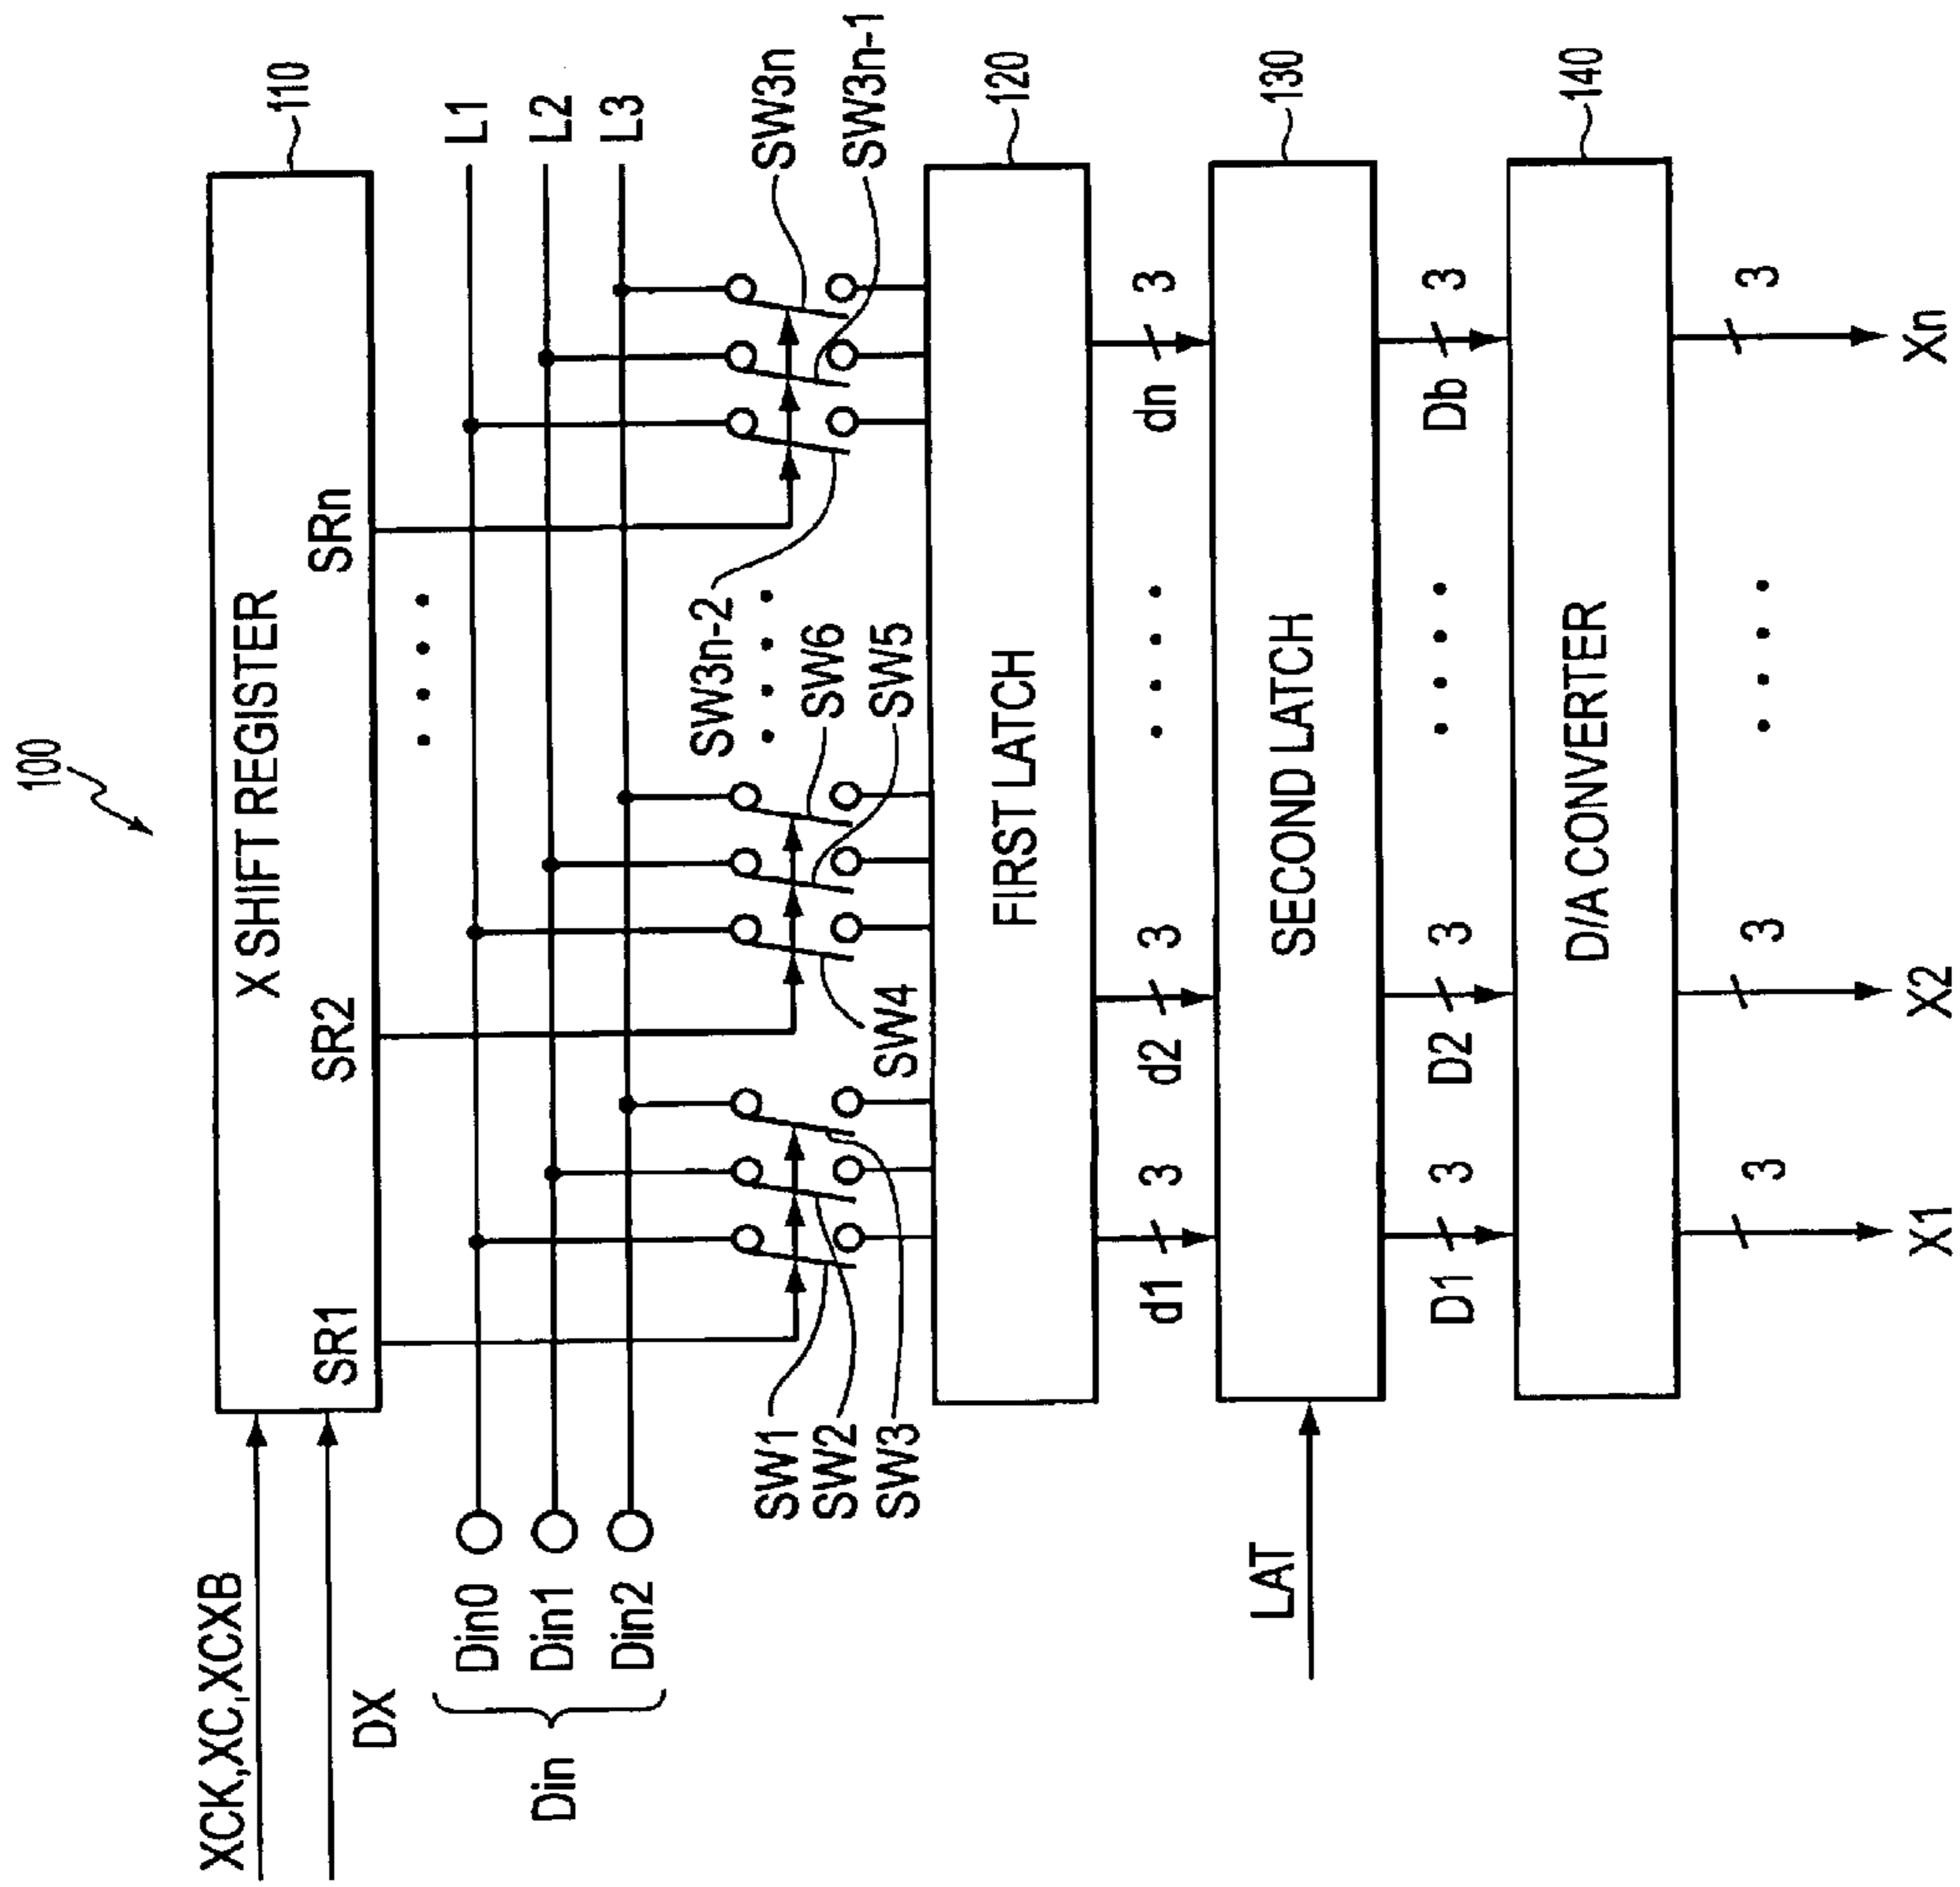 100
110
X SHIFT REGISTER
XCK,XC,XCXB
DX
SR1
SR2
SRn
. . . .
L1
L2
L3
Din
Din0
Din1
Din2
SW1
SW2
SW3
SW4
SW5
SW6
. . . .
SW3n-2
SW3n
SW3n-1
120
FIRST LATCH
d1
3
d2
3
. . . .
dn
3
130
SECOND LATCH
LAT
D1
3
D2
3
. . . .
Db
3
140
D/A CONVERTER
3
3
. . . .
3
X1
X2
Xn